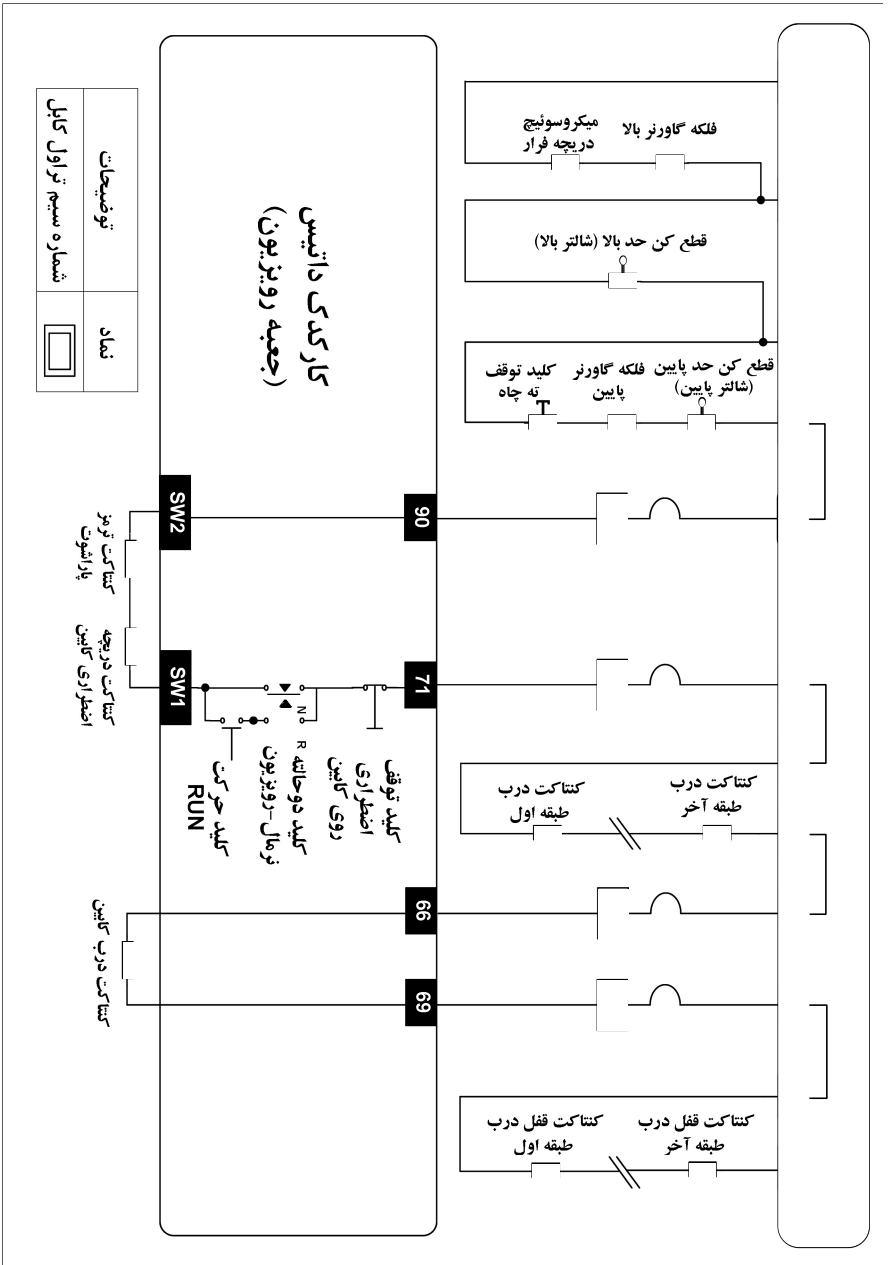 میکروسوئیچ
دریچه فرار
فلکه گاورنر بالا
قطع کن حد بالا (شالتر بالا)
قطع کن حد پایین
(شالتر پایین)
فلکه گاورنر
پایین
کلید توقف
ته چاه
توضیحات
نماد
شماره سیم تراول کابل
کارکدک داتیس
(جعبه رویزیون)
SW2
90
کنتاکت ترمز
پاراشوت
کنتاکت دریچه
اضطراری کابین
SW1
71
N
R
کلید توقف
اضطراری
روی کابین
کلید دوحالته
نرمال-رویزیون
کلید حرکت
RUN
کنتاکت درب
طبقه آخر
کنتاکت درب
طبقه اول
66
کنتاکت درب کابین
69
کنتاکت قفل درب
طبقه آخر
کنتاکت قفل درب
طبقه اول